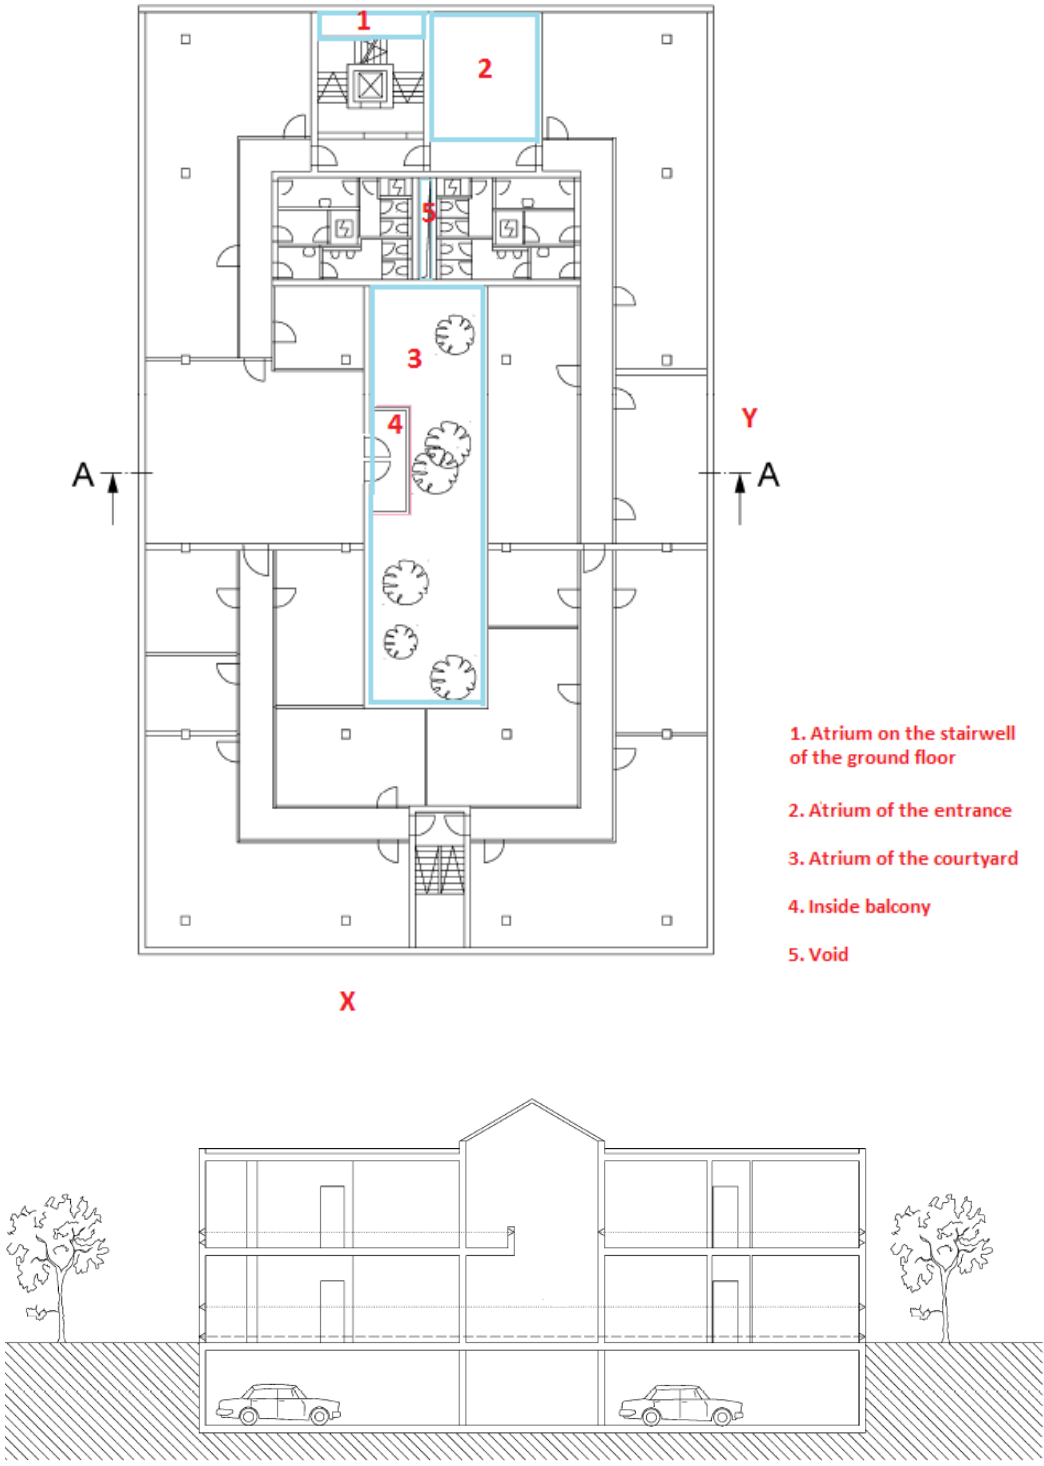 1
2
5
3
4
Y
A
A
1. Atrium on the stairwell
of the ground floor
2. Atrium of the entrance
3. Atrium of the courtyard
4. Inside balcony
5. Void
X